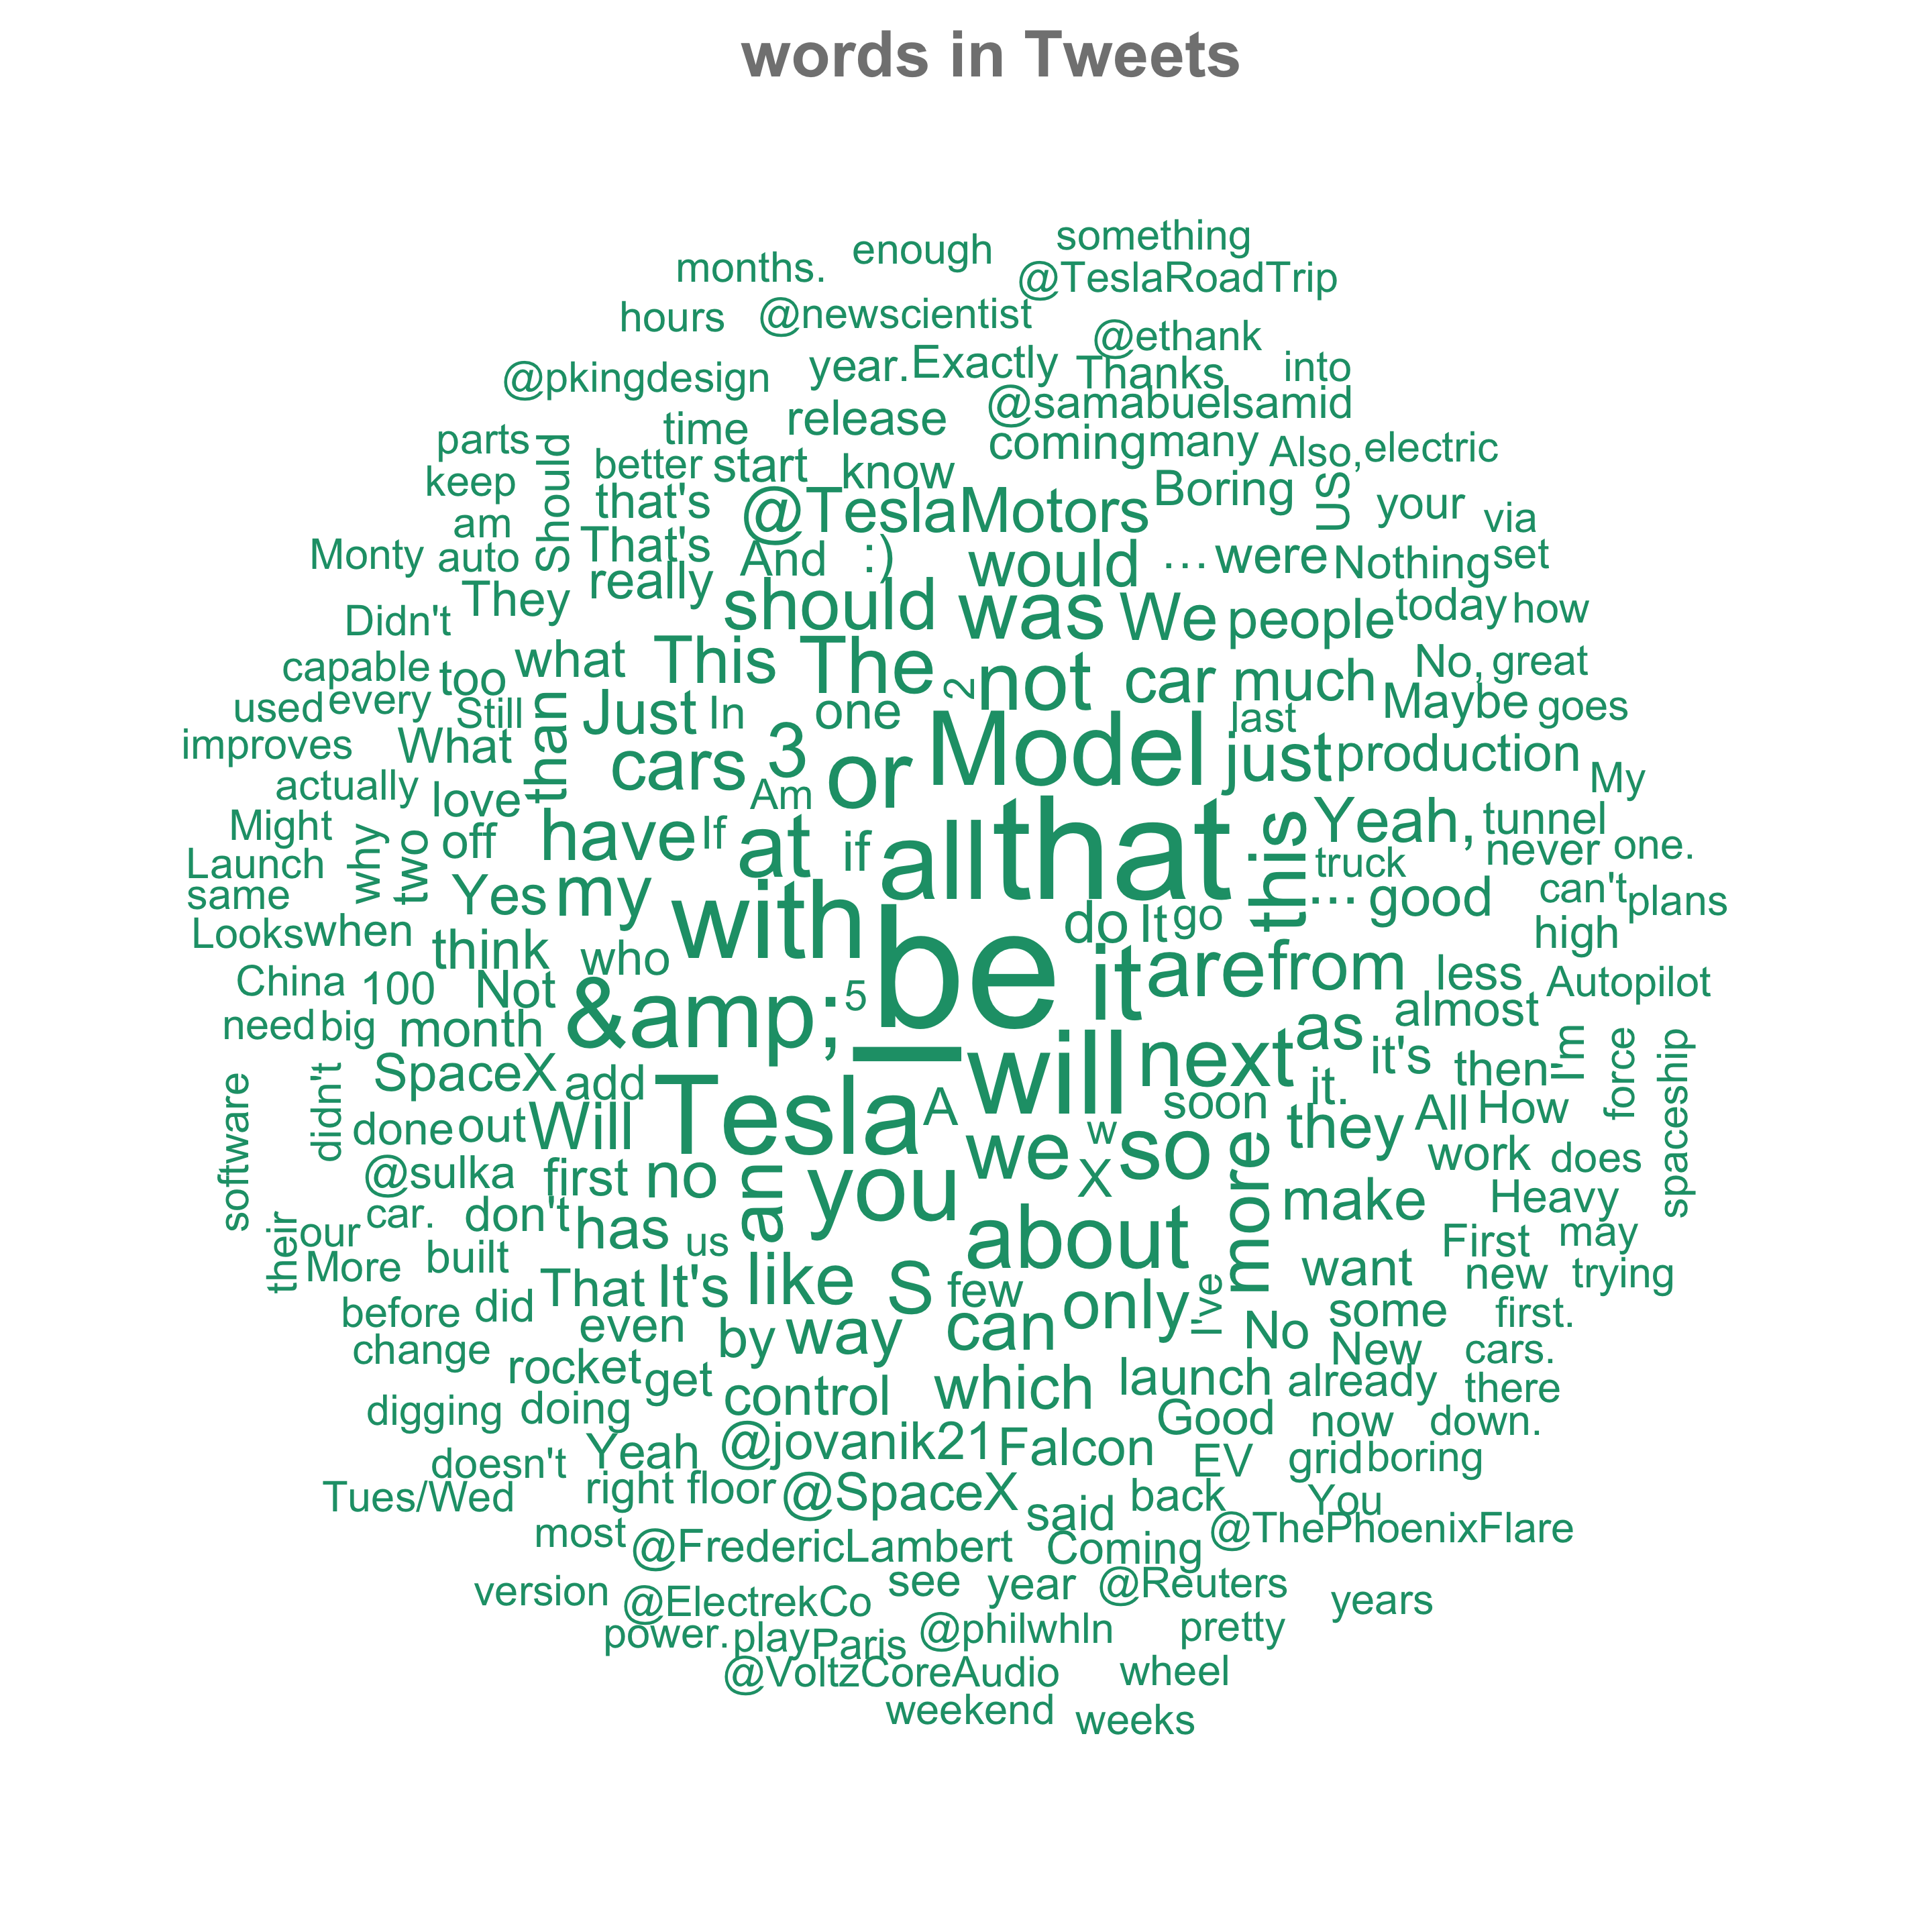 words in Tweets
something
enough
months. @TeslaRoadTrip
hours @newscientist @ethank
year. Exactly Thanks into
@pkingdesign @samabuelsamid
time release
parts Should coming many Also, electric
better start know
keep that's @TeslaMotors Boring US your via
am
Monty auto That's And :) would ... were Nothing set
They really should was We people today how
Didn't
capable too what This The not car much No, great
used every Still than Just In one 2 last Maybe goes
improves What cars 3 or Model just production My
actually love Am
Might why two off have If at if all that this Yeah, tunnel
Launch truck never one.
same Yes my with ... good can't plans
Looks when think who do It go high
China 100 Not &amp; 5 be it are from less Autopilot
need big month as almost
SpaceX add — will next it's then I'm force spaceship
software didn't done out Will Tesla A soon it. All How
we w so they work does
@sulka first no an you X more make Heavy
their our car. don't has us about First may
More built That It's like S few want new trying
before did even by way can only I've No some first.
change rocket get New cars.
control which launch already there
digging doing Good now down.
Yeah @jovanik21 Falcon EV grid boring
doesn't
Tues/Wed right floor @SpaceX said back You
most @FredericLambert Coming @ThePhoenixFlare
version @ElectrekCo see year @Reuters years
power. play Paris @philwhln pretty
@VoltzCoreAudio wheel
weekend weeks